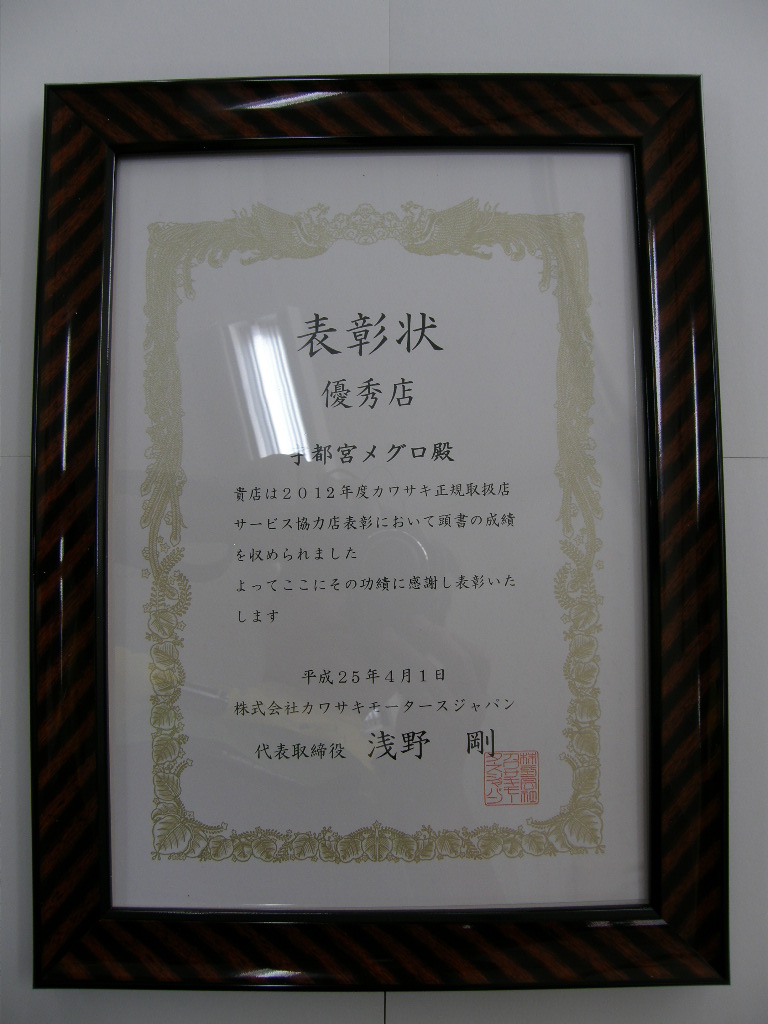 表彰状
優秀店
宇都宮メグロ殿
貴店は２０１２年度カワサキ正規取扱店
サービス協力店表彰において頭書の成績
を収められました
よってここにその功績に感謝し表彰いた
します
平成２５年４月１日
株式会社カワサキモータースジャパン
代表取締役 浅野 剛